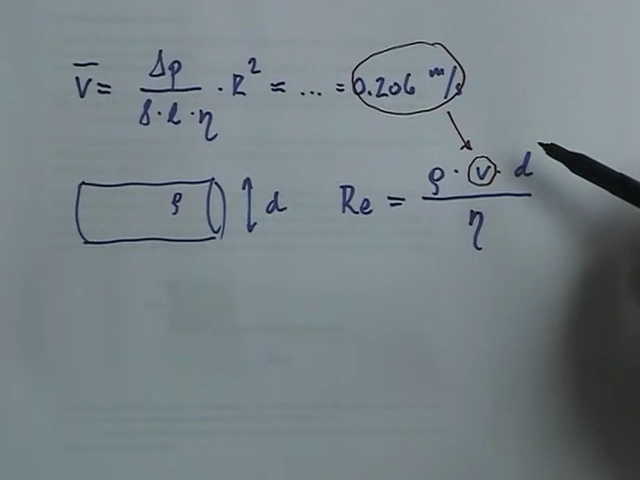 v̅ = Δp / 8·l·η · R² = ... = 0.206 m/s
ρ d Re = ρ · v · d / η